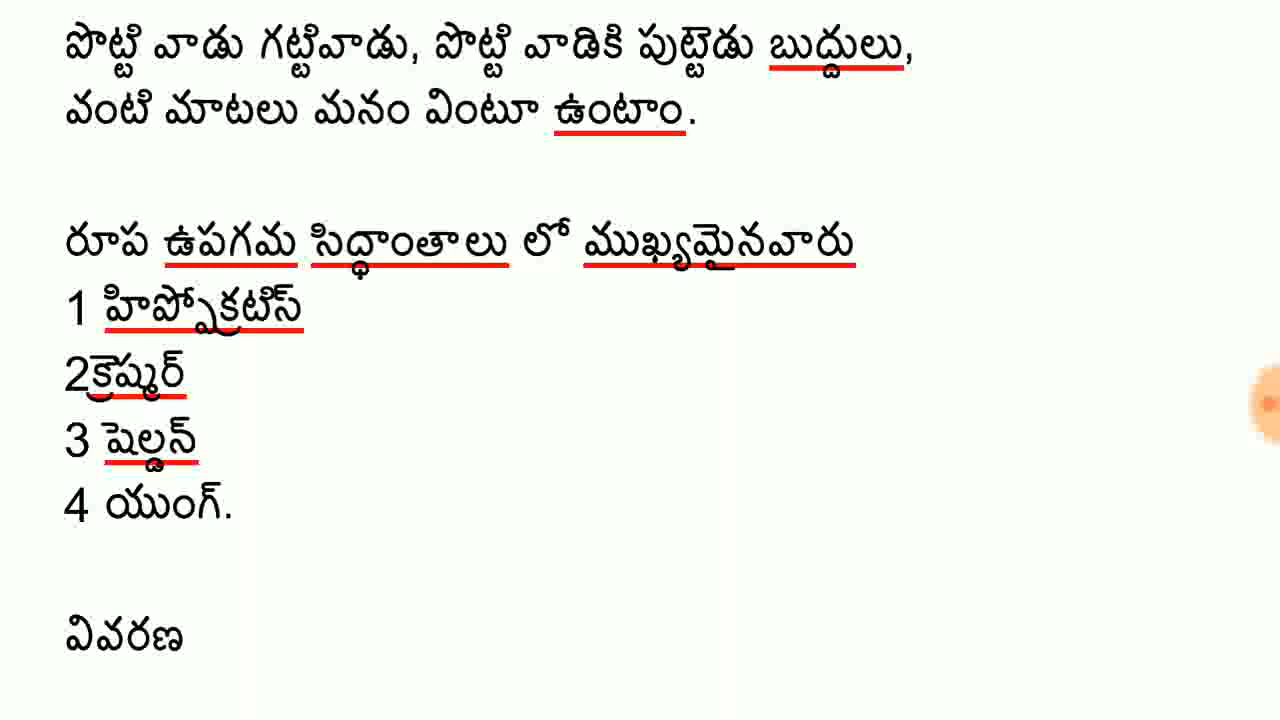 పొట్టి వాడు గట్టివాడు, పొట్టి వాడికి పుట్టెడు బుద్దులు,
వంటి మాటలు మనం వింటూ ఉంటాం.
రూప ఉపగమ సిద్ధాంతాలు లో ముఖ్యమైనవారు
1 హిప్పోక్రటిస్
2క్రెష్మర్
3 షెల్డన్
4 యుంగ్.
వివరణ